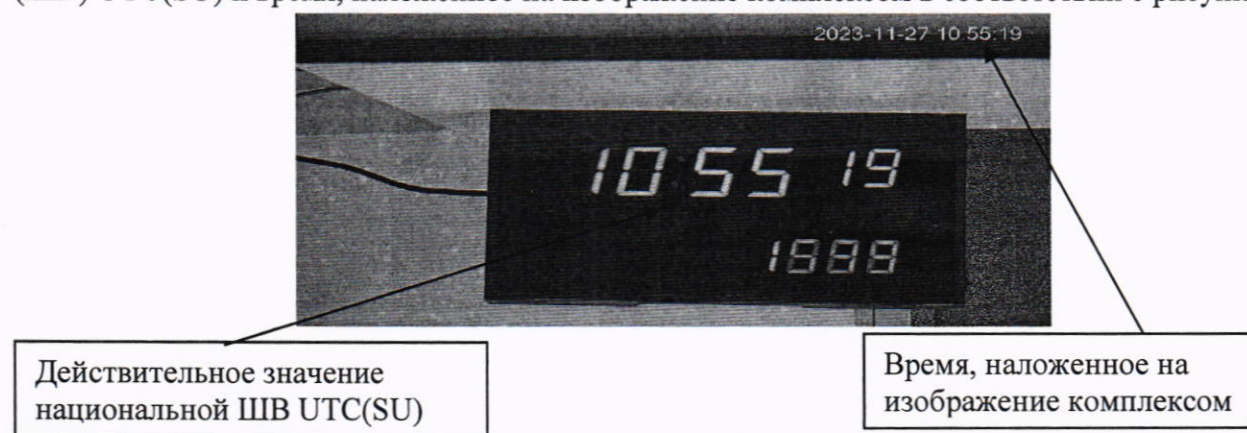 2023-11-27 10:55:19
10 55 19
Действительное значение
национальной ШВ UTC(SU)
Время, наложенное на
изображение комплексом